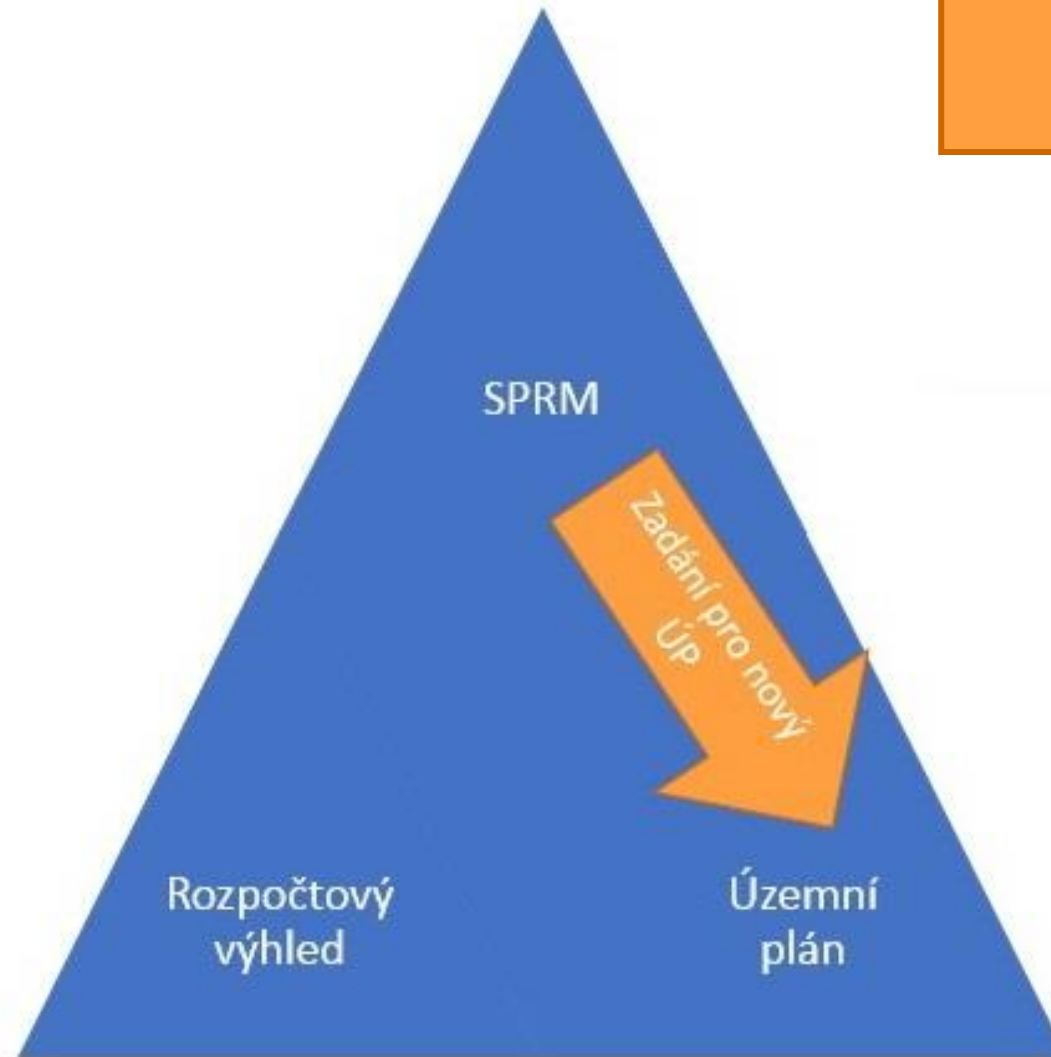 SPRM
Zadání pro nový
ÚP
Rozpočtový
výhled
Územní
plán